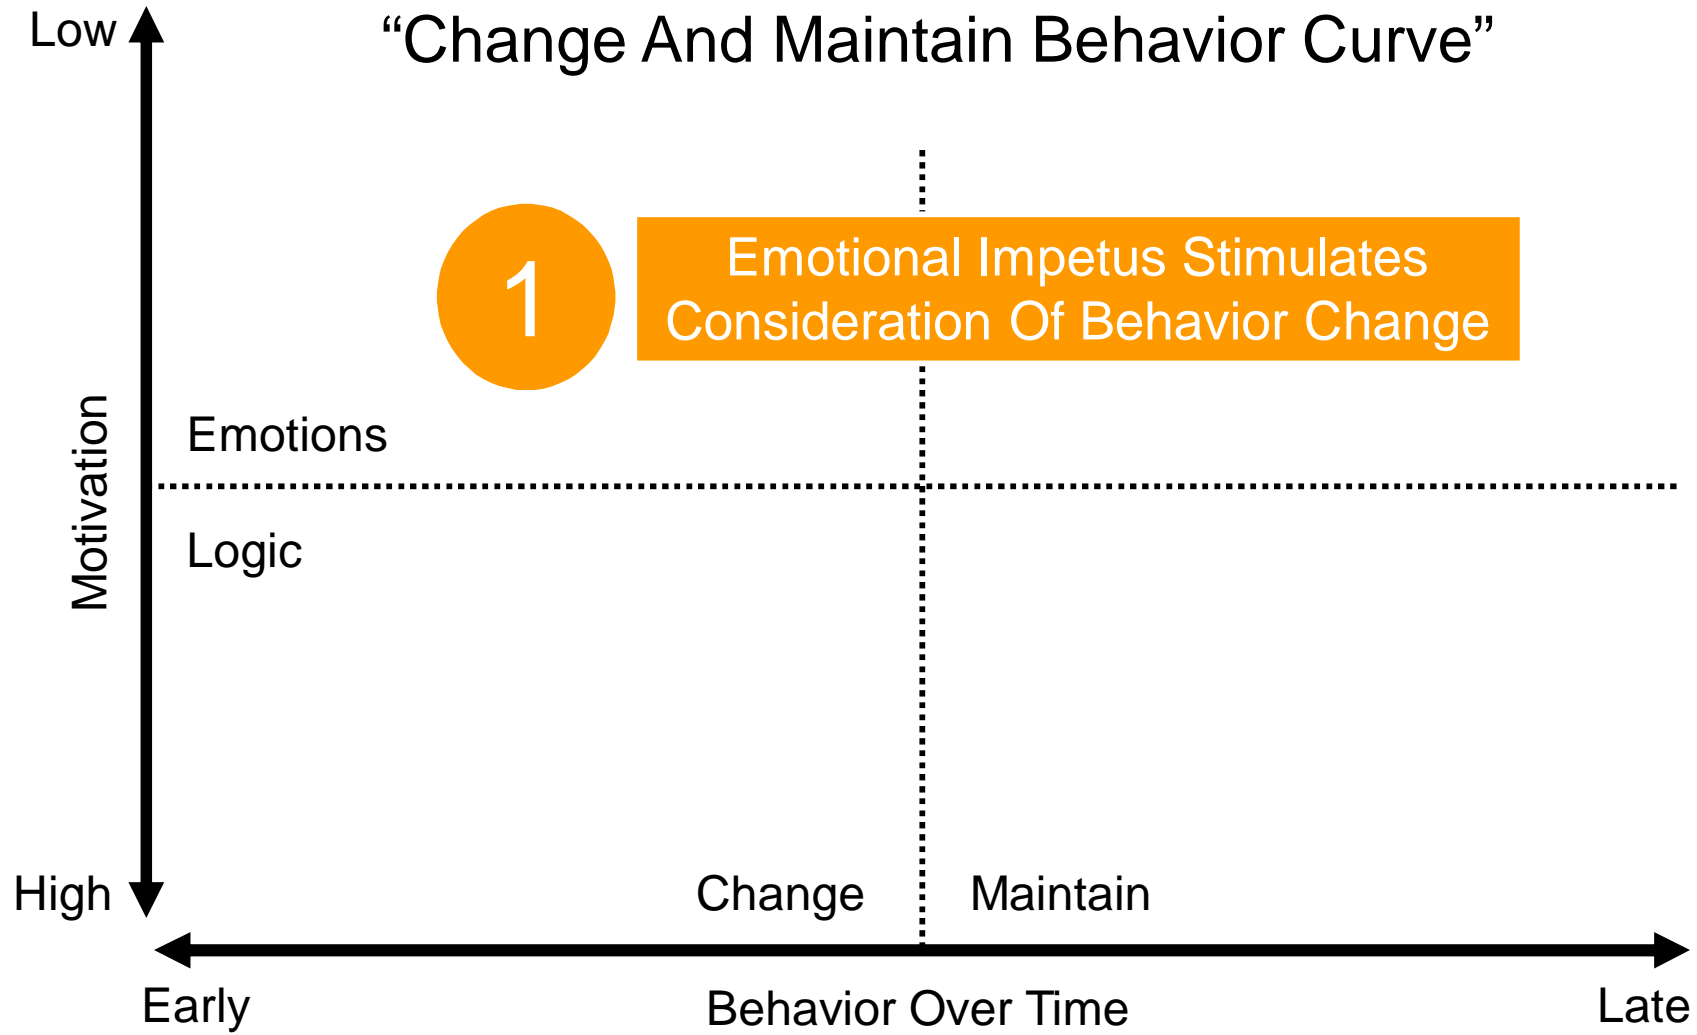 Low
“Change And Maintain Behavior Curve”
1
Emotional Impetus Stimulates
Consideration Of Behavior Change
Emotions
Motivation
Logic
High
Change
Maintain
Early
Behavior Over Time
Late